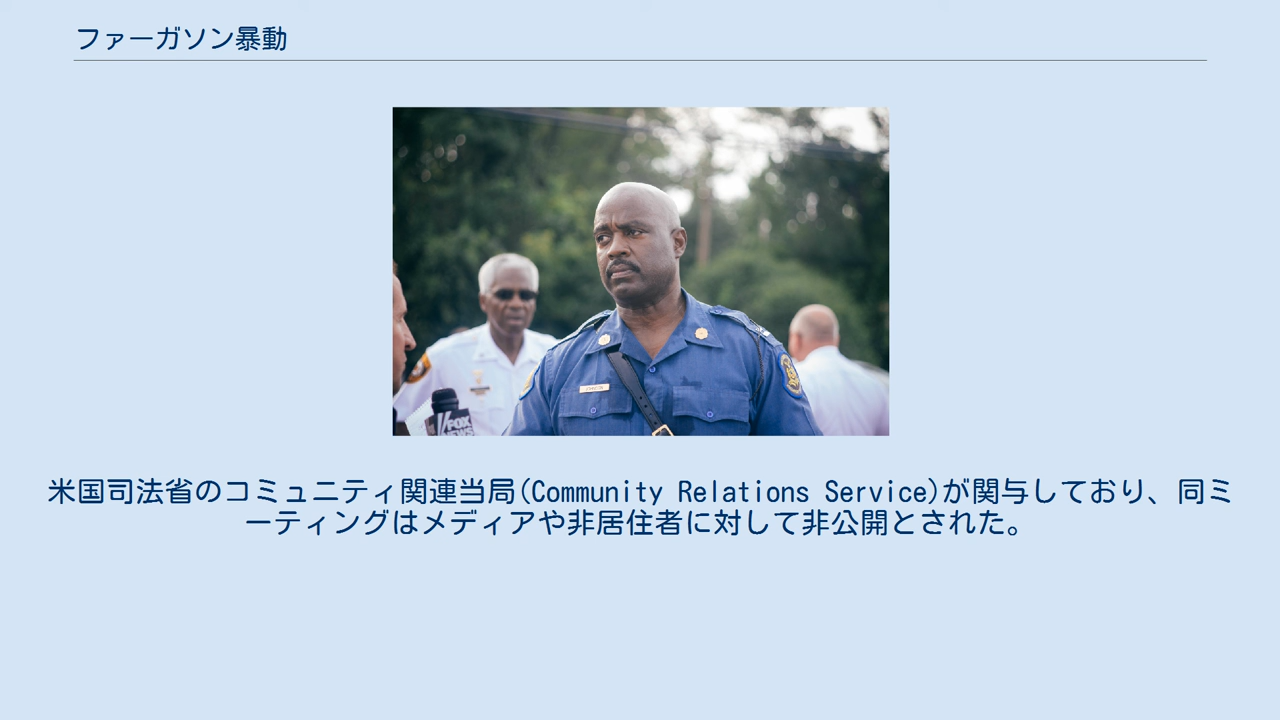 ファーガソン暴動
FOX
NEWS
米国司法省のコミュニティ関連当局(Community Relations Service)が関与しており、同ミ
ーティングはメディアや非居住者に対して非公開とされた。